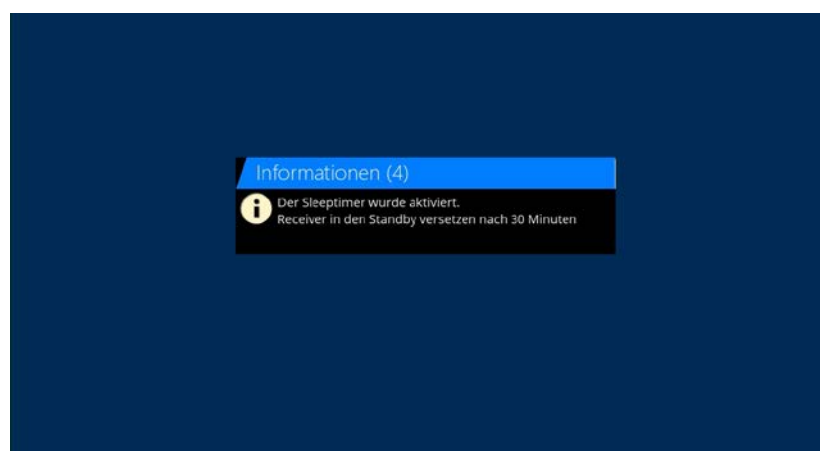 Informationen (4)
Der Sleeptimer wurde aktiviert.
Receiver in den Standby versetzen nach 30 Minuten